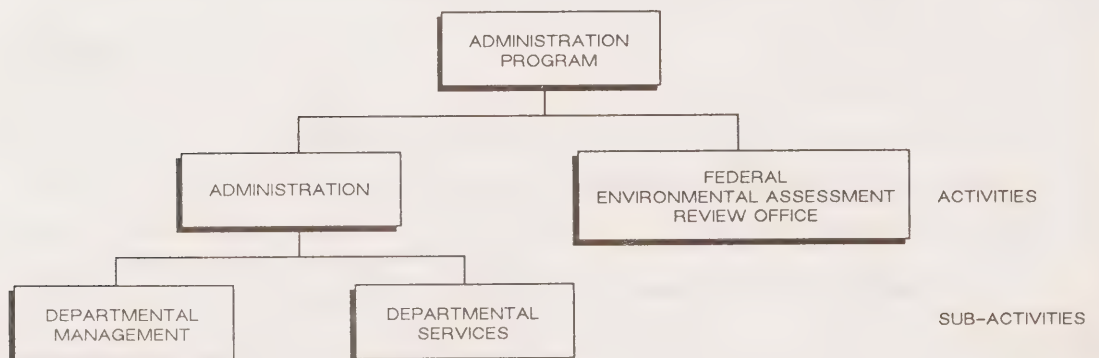 ADMINISTRATION
PROGRAM
ADMINISTRATION
FEDERAL
ENVIRONMENTAL ASSESSMENT
REVIEW OFFICE
ACTIVITIES
DEPARTMENTAL
MANAGEMENT
DEPARTMENTAL
SERVICES
SUB-ACTIVITIES